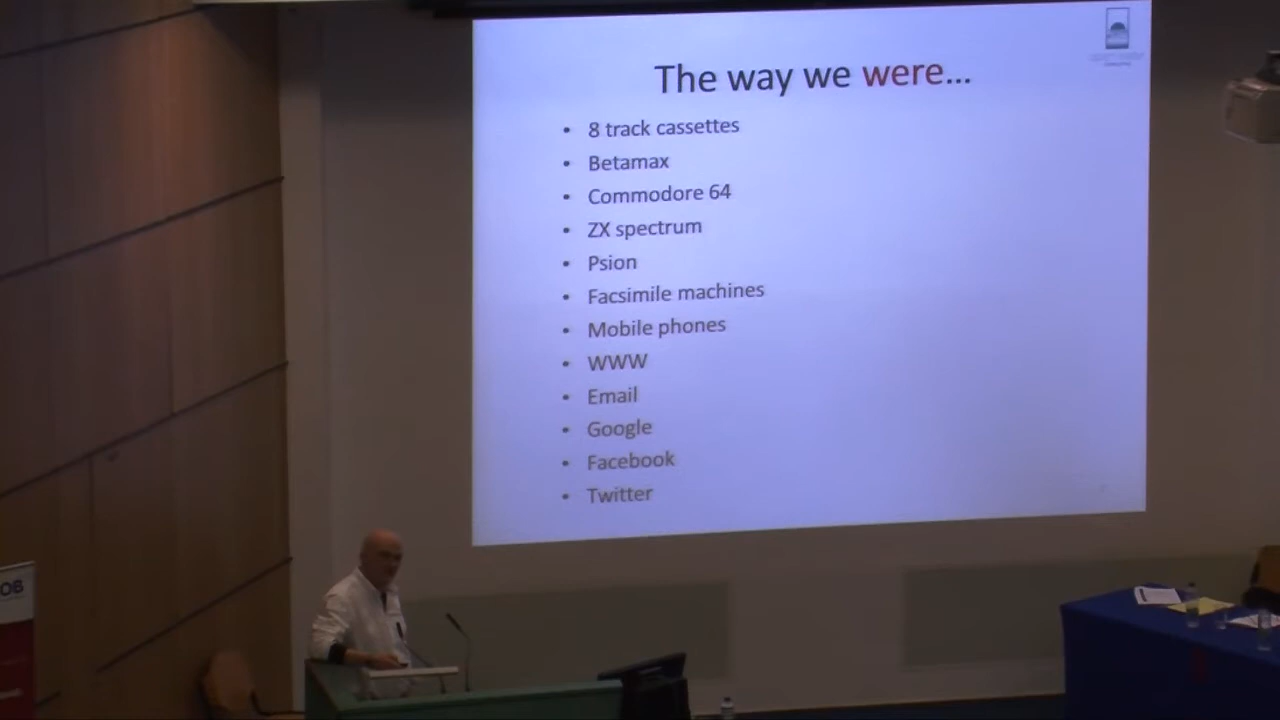 The way we were...
• 8 track cassettes
• Betamax
• Commodore 64
• ZX spectrum
• Psion
• Facsimile machines
• Mobile phones
• WWW
• Email
• Google
• Facebook
• Twitter
OB